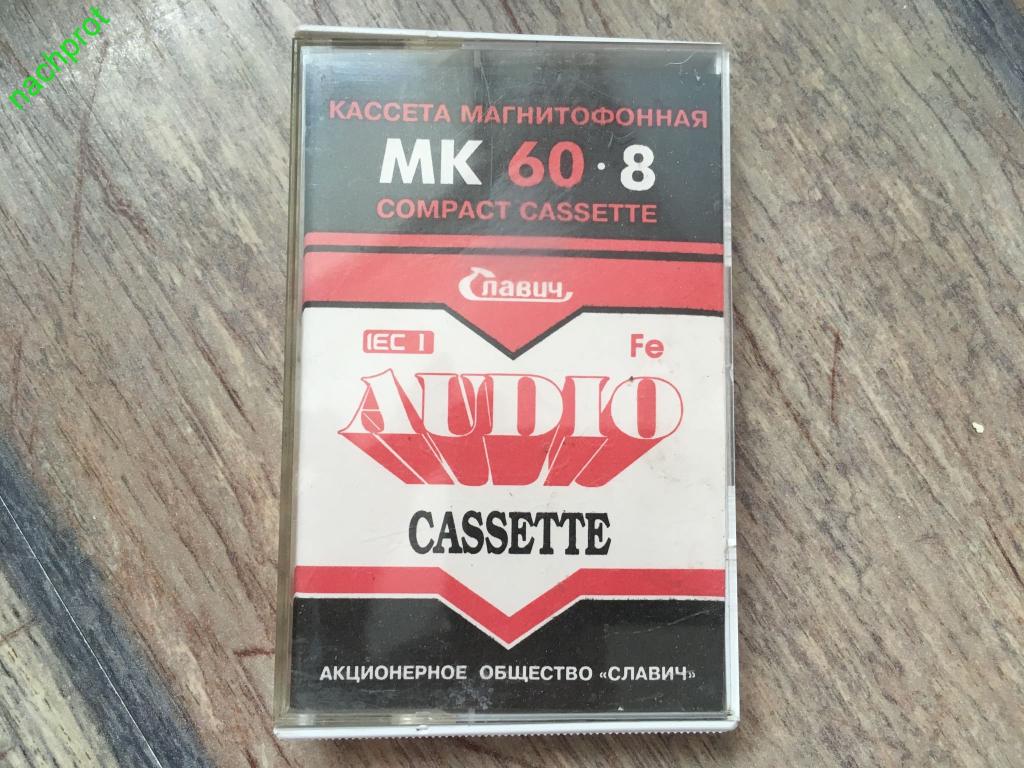 nachprot
КАССЕТА МАГНИТОФОННАЯ
МК 60·8
COMPACT CASSETTE
Славич
IEC I Fe
AUDIO
CASSETTE
АКЦИОНЕРНОЕ ОБЩЕСТВО «СЛАВИЧ»